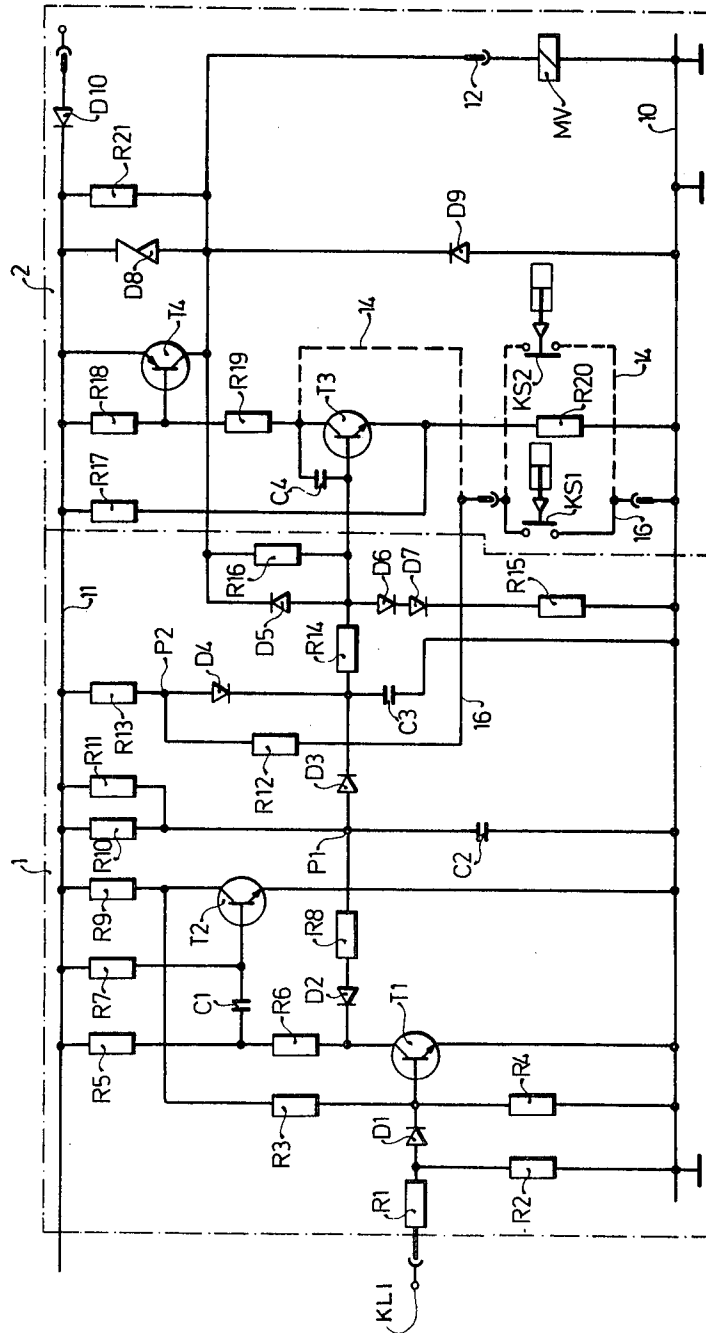 1
2
11
D10
R5
R7
R9
R10
R11
R13
P2
R17
R18
T4
D8
R21
C1
T2
D4
D5
R16
R19
14
R3
R6
D2
R8
P1
D3
R12
C3
R14
D6
D7
C4
T3
D9
12
KL1
R1
D1
T1
16
KS1
KS2
MV
R2
R4
C2
R15
16
R20
14
10